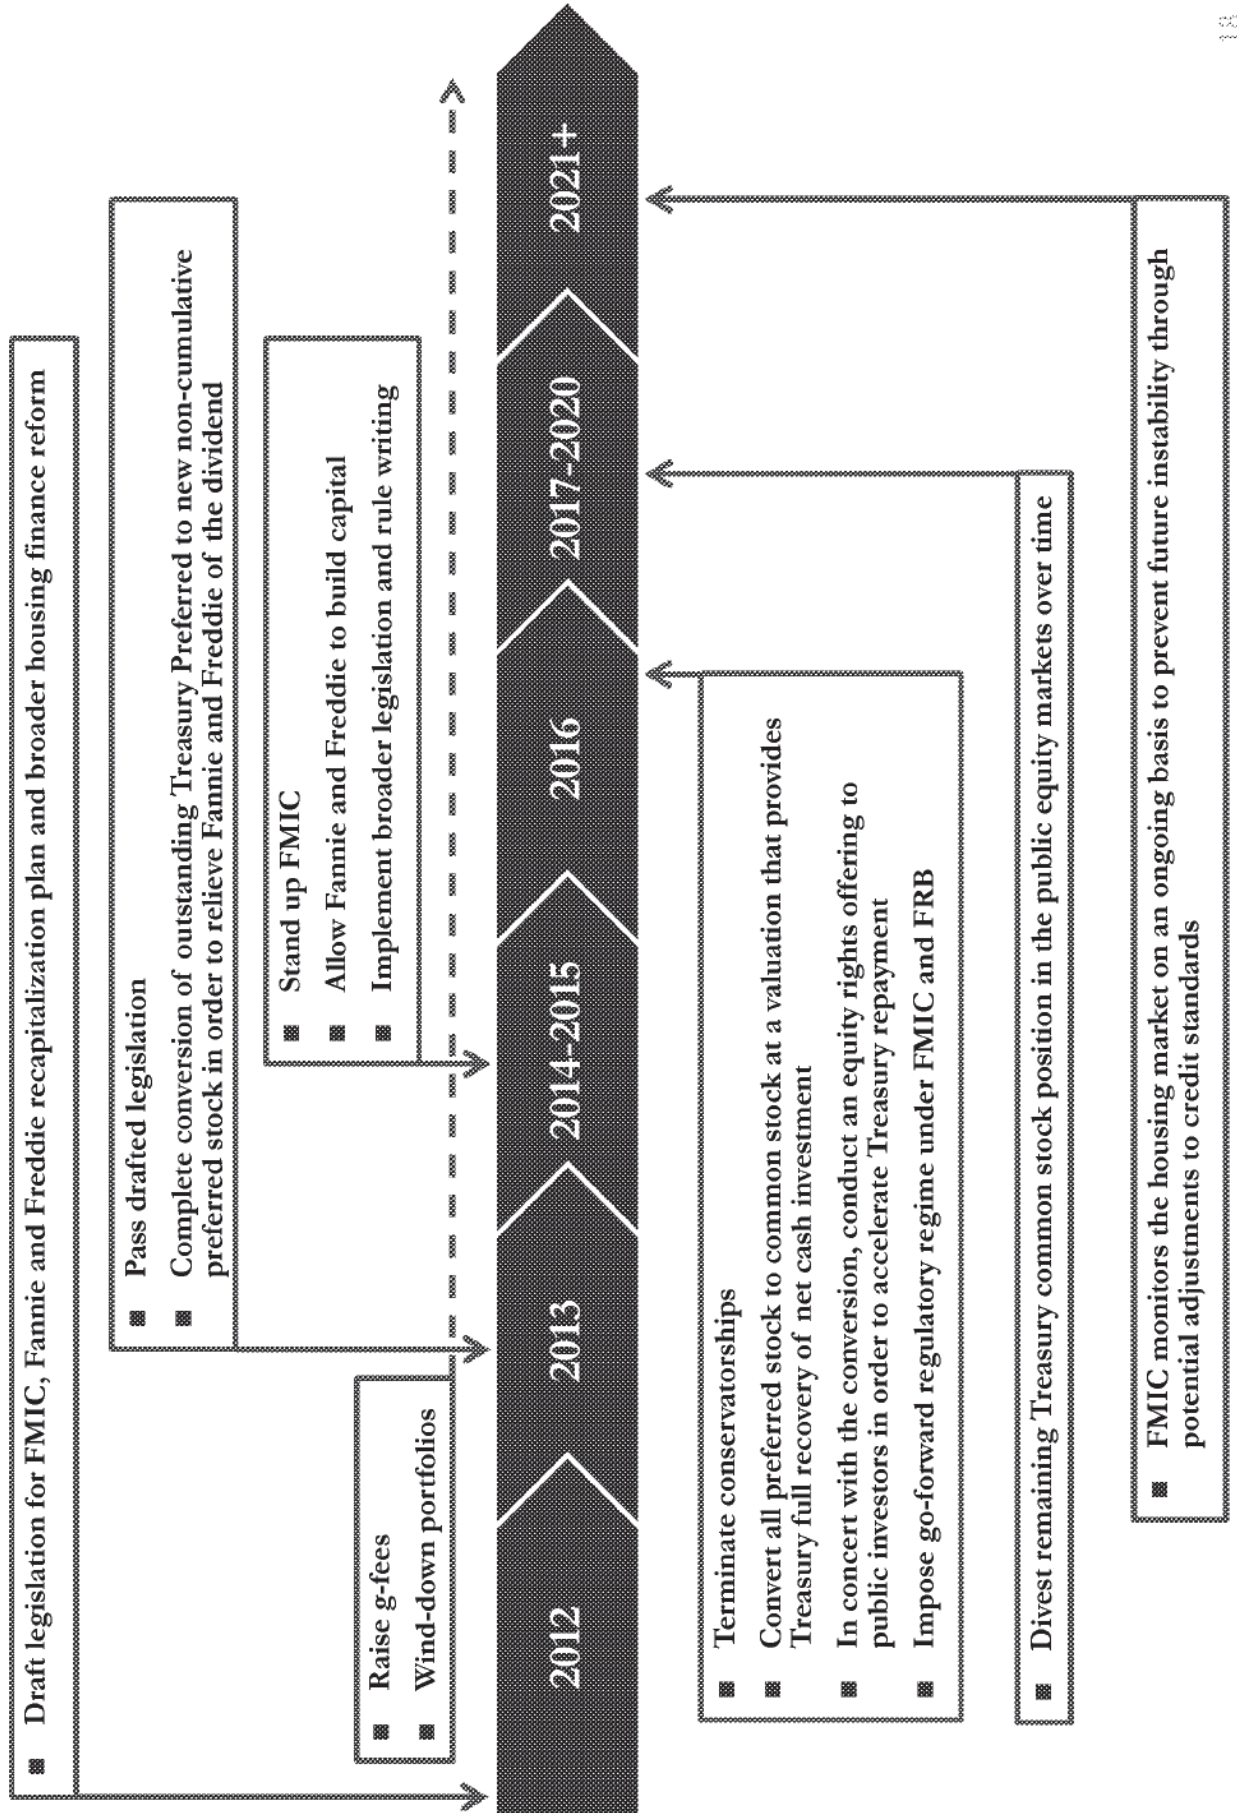 Draft legislation for FMIC, Fannie and Freddie recapitalization plan and broader housing finance reform
Pass drafted legislation
Complete conversion of outstanding Treasury Preferred to new non-cumulative
preferred stock in order to relieve Fannie and Freddie of the dividend
Stand up FMIC
Allow Fannie and Freddie to build capital
Implement broader legislation and rule writing
Raise g-fees
Wind-down portfolios
2012
2013
2014-2015
2016
2017-2020
2021+
Terminate conservatorships
Convert all preferred stock to common stock at a valuation that provides
Treasury full recovery of net cash investment
In concert with the conversion, conduct an equity rights offering to
public investors in order to accelerate Treasury repayment
Impose go-forward regulatory regime under FMIC and FRB
Divest remaining Treasury common stock position in the public equity markets over time
FMIC monitors the housing market on an ongoing basis to prevent future instability through
potential adjustments to credit standards
18